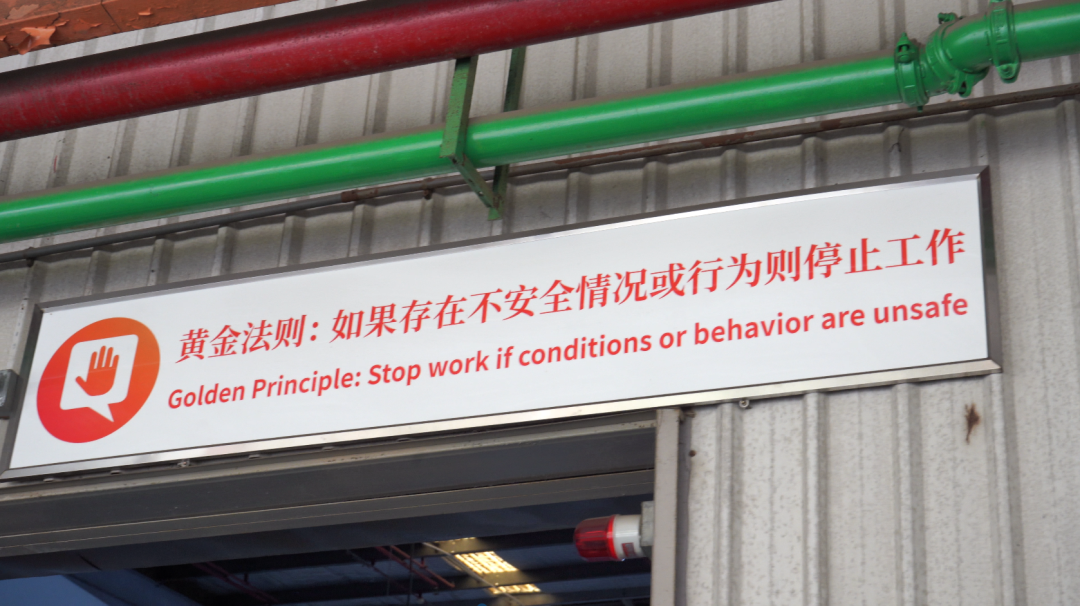 黄金法则：如果存在不安全情况或行为则停止工作
Golden Principle: Stop work if conditions or behavior are unsafe